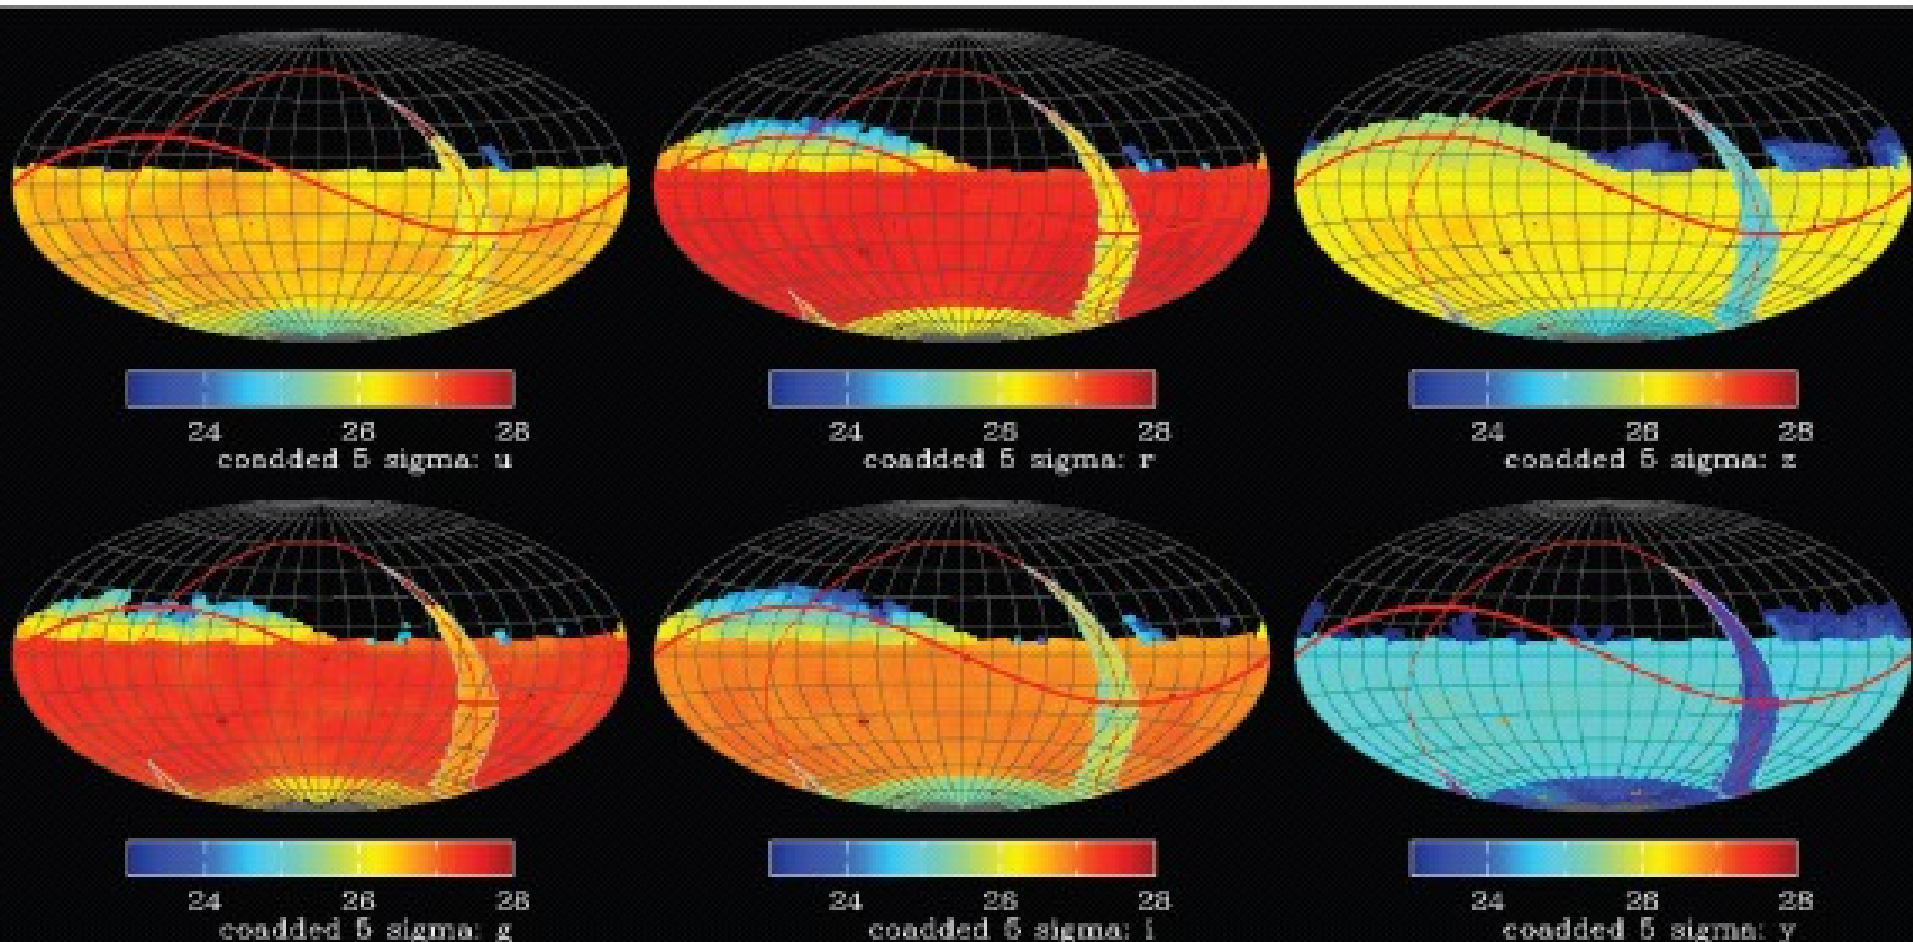 24 26 28
coadded 5 sigma: u
24 26 28
coadded 5 sigma: r
24 26 28
coadded 5 sigma: z
24 26 28
coadded 5 sigma: g
24 26 28
coadded 5 sigma: i
24 26 28
coadded 5 sigma: y